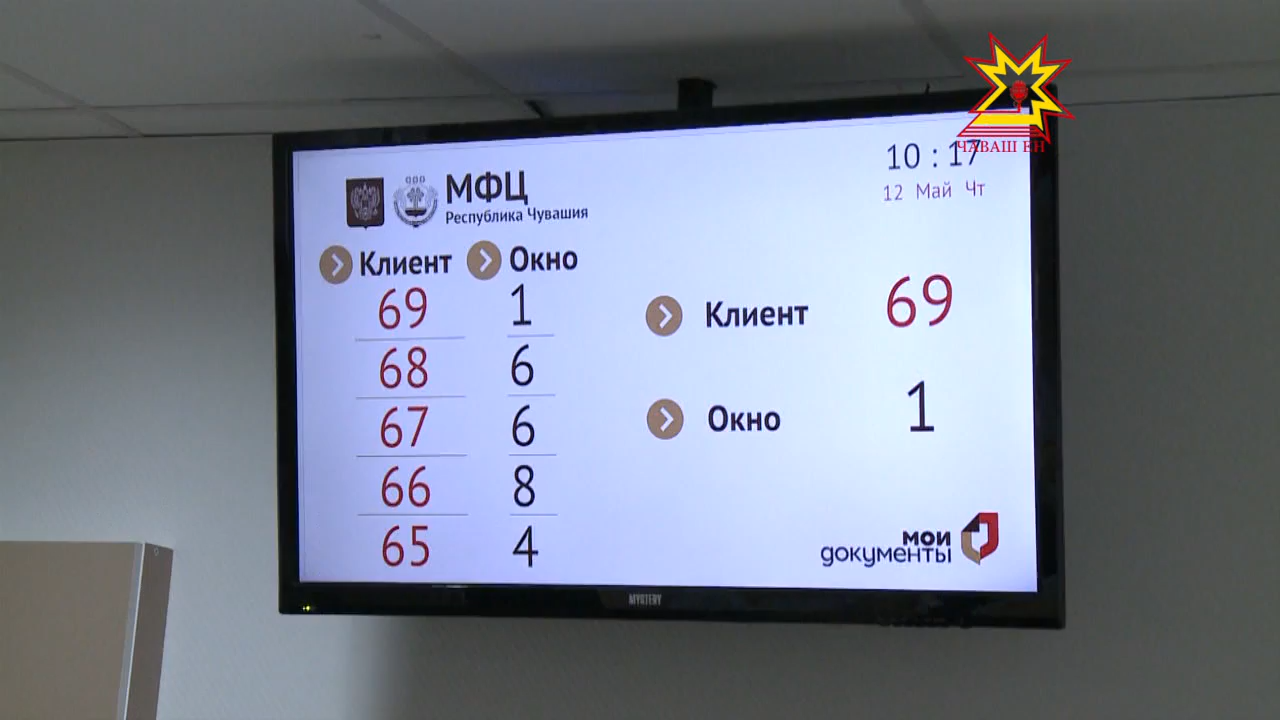 ЧАВАШ ЕН
10 : 17
12 Май Чт
МФЦ
Республика Чувашия
Клиент Окно
69 1
68 6
67 6
66 8
65 4
Клиент 69
Окно 1
мои
документы
MYSTERY